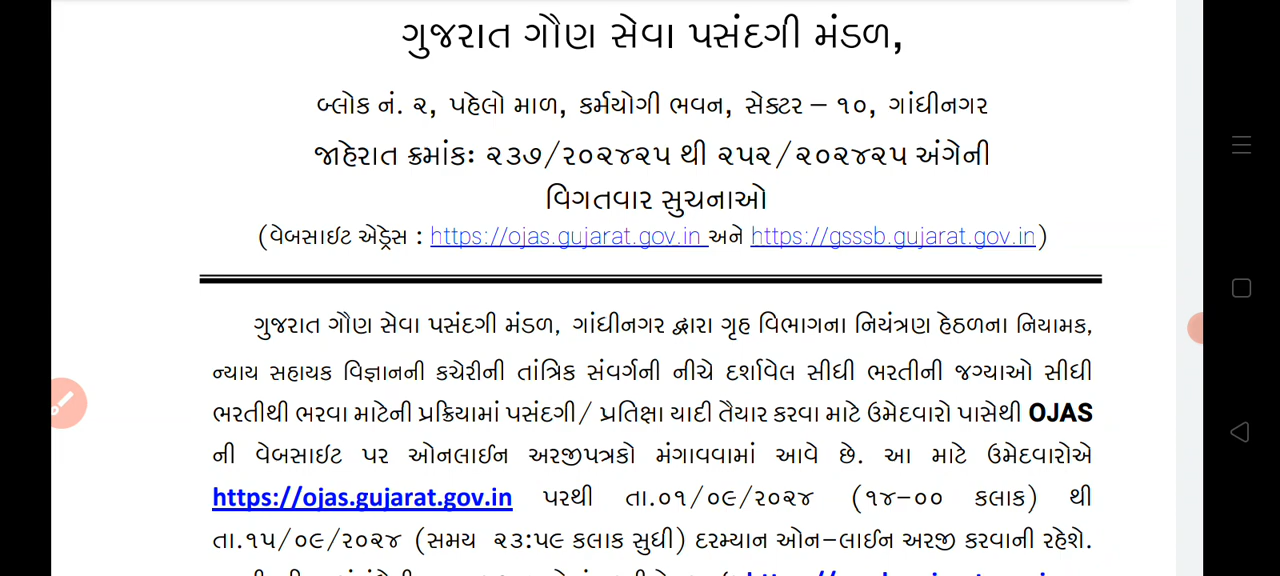 ગુજરાત ગૌણ સેવા પસંદગી મંડળ,
બ્લોક નં. ૨, પહેલો માળ, કર્મયોગી ભવન, સેક્ટર – ૧૦, ગાંધીનગર
જાહેરાત ક્રમાંકઃ ૨૩૭/૨૦૨૪૨૫ થી ૨૫૨/૨૦૨૪૨૫ અંગેની
વિગતવાર સુચનાઓ
(વેબસાઈટ એડ્રેસ : https://ojas.gujarat.gov.in અને https://gsssb.gujarat.gov.in)
ગુજરાત ગૌણ સેવા પસંદગી મંડળ, ગાંધીનગર દ્વારા ગૃહ વિભાગના નિયંત્રણ હેઠળના નિયામક,
ન્યાય સહાયક વિજ્ઞાનની કચેરીની તાંત્રિક સંવર્ગની નીચે દર્શાવેલ સીધી ભરતીની જગ્યાઓ સીધી
ભરતીથી ભરવા માટેની પ્રક્રિયામાં પસંદગી/ પ્રતિક્ષા યાદી તૈયાર કરવા માટે ઉમેદવારો પાસેથી OJAS
ની વેબસાઈટ પર ઓનલાઈન અરજીપત્રકો મંગાવવામાં આવે છે. આ માટે ઉમેદવારોએ
https://ojas.gujarat.gov.in પરથી તા.૦૧/૦૯/૨૦૨૪ (૧૪–૦૦ કલાક) થી
તા.૧૫/૦૯/૨૦૨૪ (સમય ૨૩:૫૯ કલાક સુધી) દરમ્યાન ઓન–લાઈન અરજી કરવાની રહેશે.